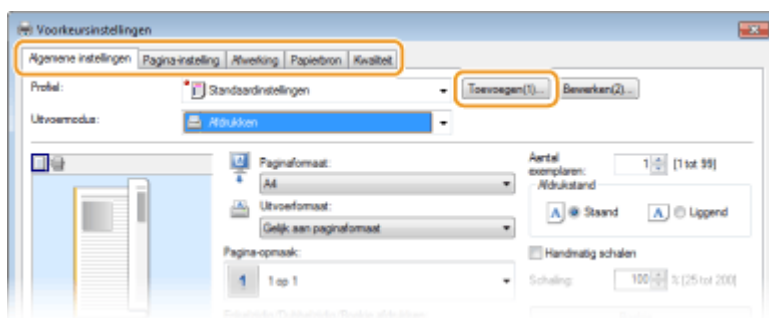 Voorkeursinstellingen
Algemene instellingen Pagina-instelling Afwerking Papierbron Kwaliteit
Profiel: Standaardinstellingen Toevoegen(1)... Bewerken(2)...
Uitvoermodus: Afdrukken
Paginaformaat: Aantal exemplaren: 1 [1 tot 99]
A4 Afdrukstand
Uitvoerformaat: A Staand A Liggend
Gelijk aan paginaformaat
Pagina-opmaak: Handmatig schalen
1 1 op 1 Schaling: 100 % [25 tot 200]